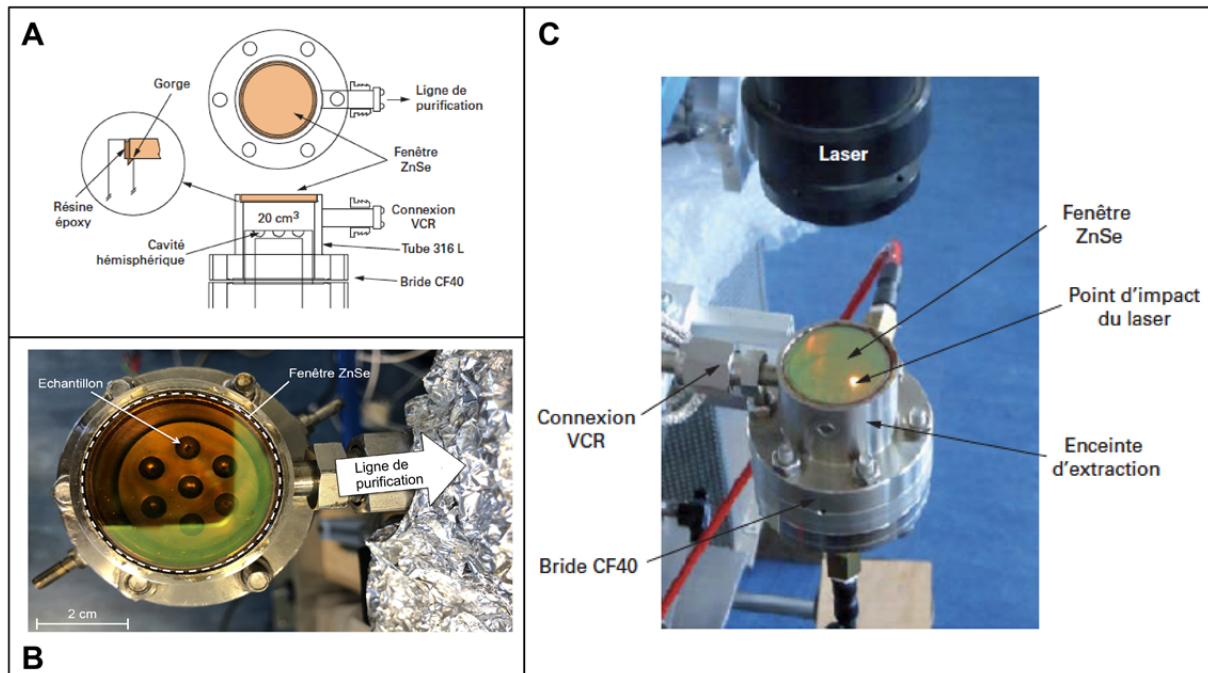 A
Gorge
Ligne de
purification
Fenêtre
ZnSe
Résine
époxy
20 cm³
Connexion
VCR
Cavité
hémisphérique
Tube 316 L
Bride CF40
Echantillon
Fenêtre ZnSe
Ligne de
purification
2 cm
B
C
Laser
Fenêtre
ZnSe
Point d'impact
du laser
Connexion
VCR
Enceinte
d'extraction
Bride CF40